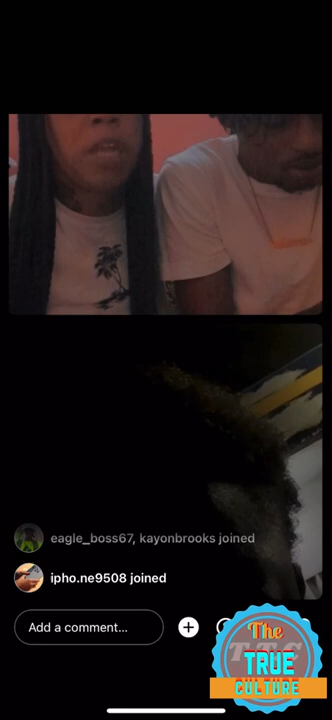 eagle_boss67, kayonbrooks joined
ipho.ne9508 joined
Add a comment...
The
T.T.C
TRUE
CULTURE